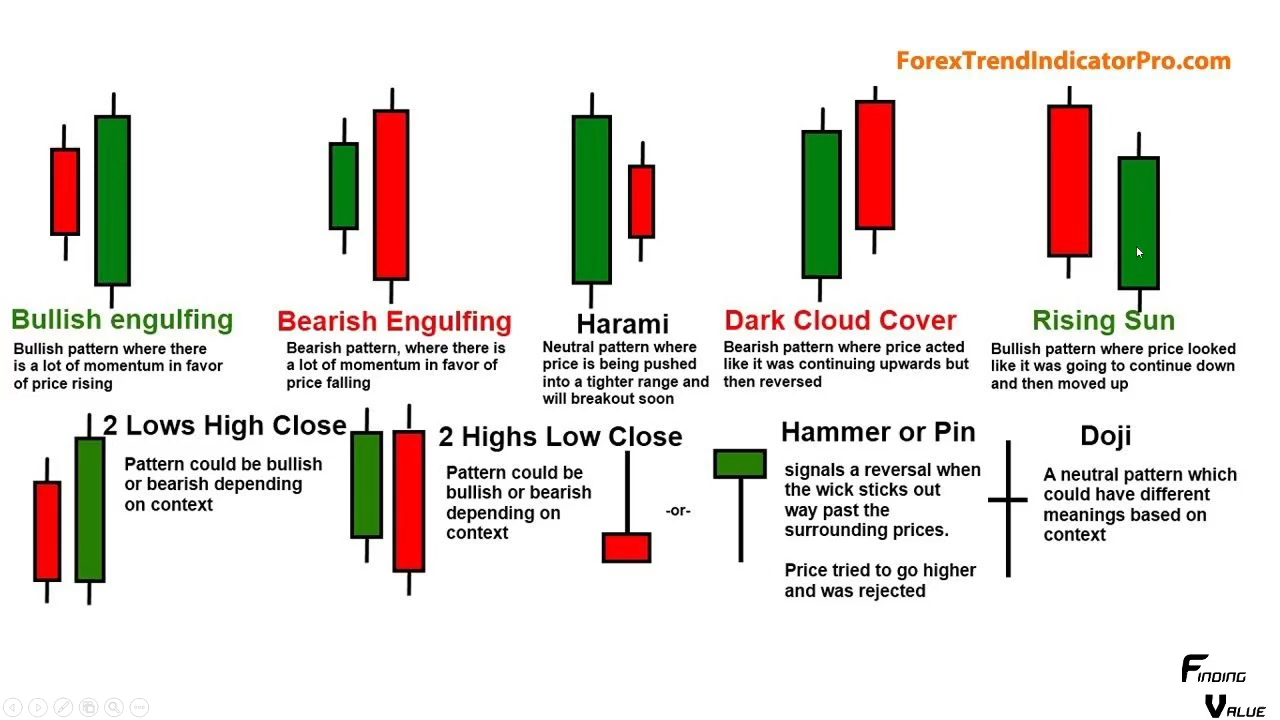 ForexTrendIndicatorPro.com
Bullish engulfing
Bullish pattern where there
is a lot of momentum in favor
of price rising
Bearish Engulfing
Bearish pattern, where there is
a lot of momentum in favor of
price falling
Harami
Neutral pattern where
price is being pushed
into a tighter range and
will breakout soon
Dark Cloud Cover
Bearish pattern where price acted
like it was continuing upwards but
then reversed
Rising Sun
Bullish pattern where price looked
like it was going to continue down
and then moved up
2 Lows High Close
Pattern could be bullish
or bearish depending
on context
2 Highs Low Close
Pattern could be
bullish or bearish
depending on
context
-or-
Hammer or Pin
signals a reversal when
the wick sticks out
way past the
surrounding prices.
Price tried to go higher
and was rejected
Doji
A neutral pattern which
could have different
meanings based on
context
Finding
Value